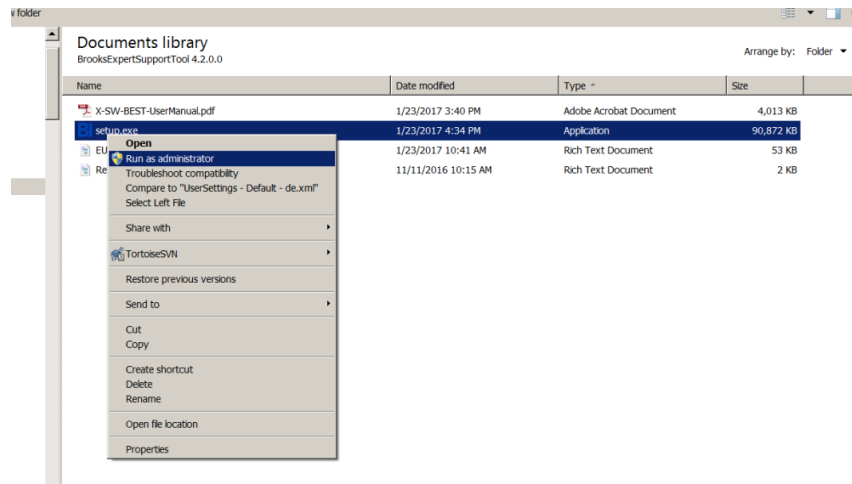 w folder
Documents library
BrooksExpertSupportTool 4.2.0.0
Arrange by: Folder
Name Date modified Type Size
X-SW-BEST-UserManual.pdf 1/23/2017 3:40 PM Adobe Acrobat Document 4,013 KB
setup.exe 1/23/2017 4:34 PM Application 90,872 KB
EU 1/23/2017 10:41 AM Rich Text Document 53 KB
Re 11/11/2016 10:15 AM Rich Text Document 2 KB
Open
Run as administrator
Troubleshoot compatibility
Compare to "UserSettings - Default - de.xml"
Select Left File
Share with
TortoiseSVN
Restore previous versions
Send to
Cut
Copy
Create shortcut
Delete
Rename
Open file location
Properties